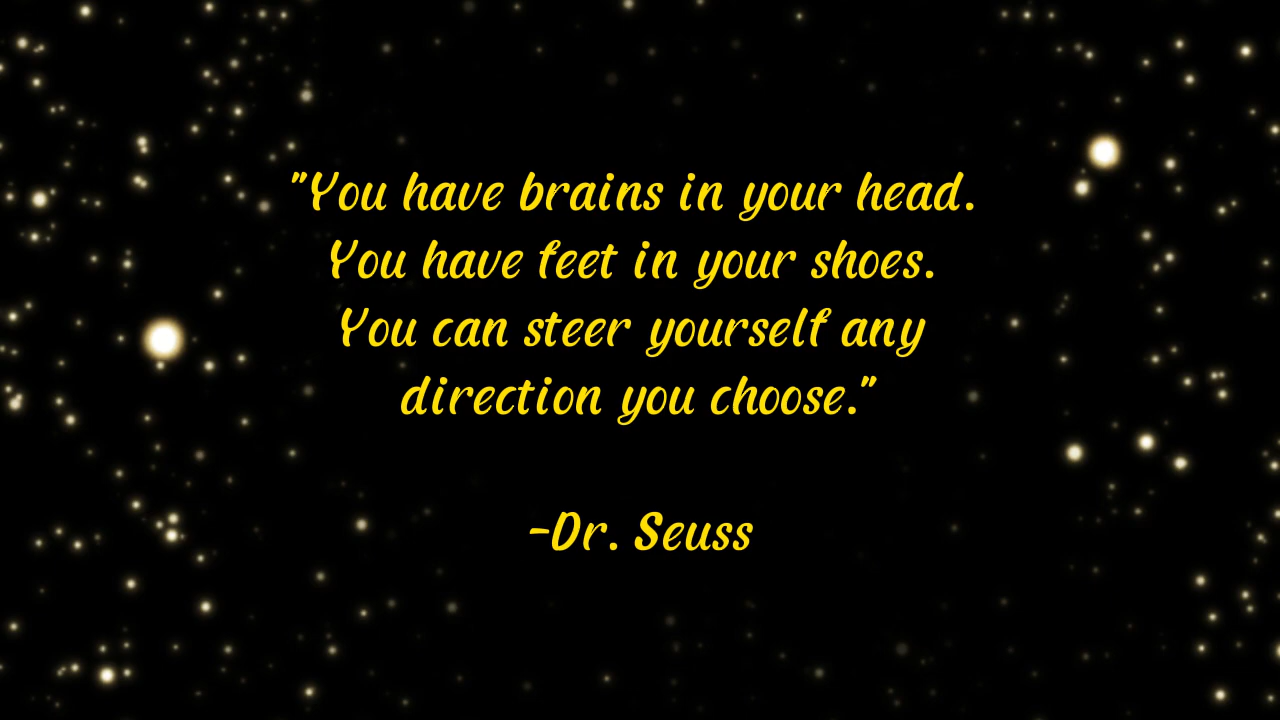 "You have brains in your head.
You have feet in your shoes.
You can steer yourself any
direction you choose."
-Dr. Seuss